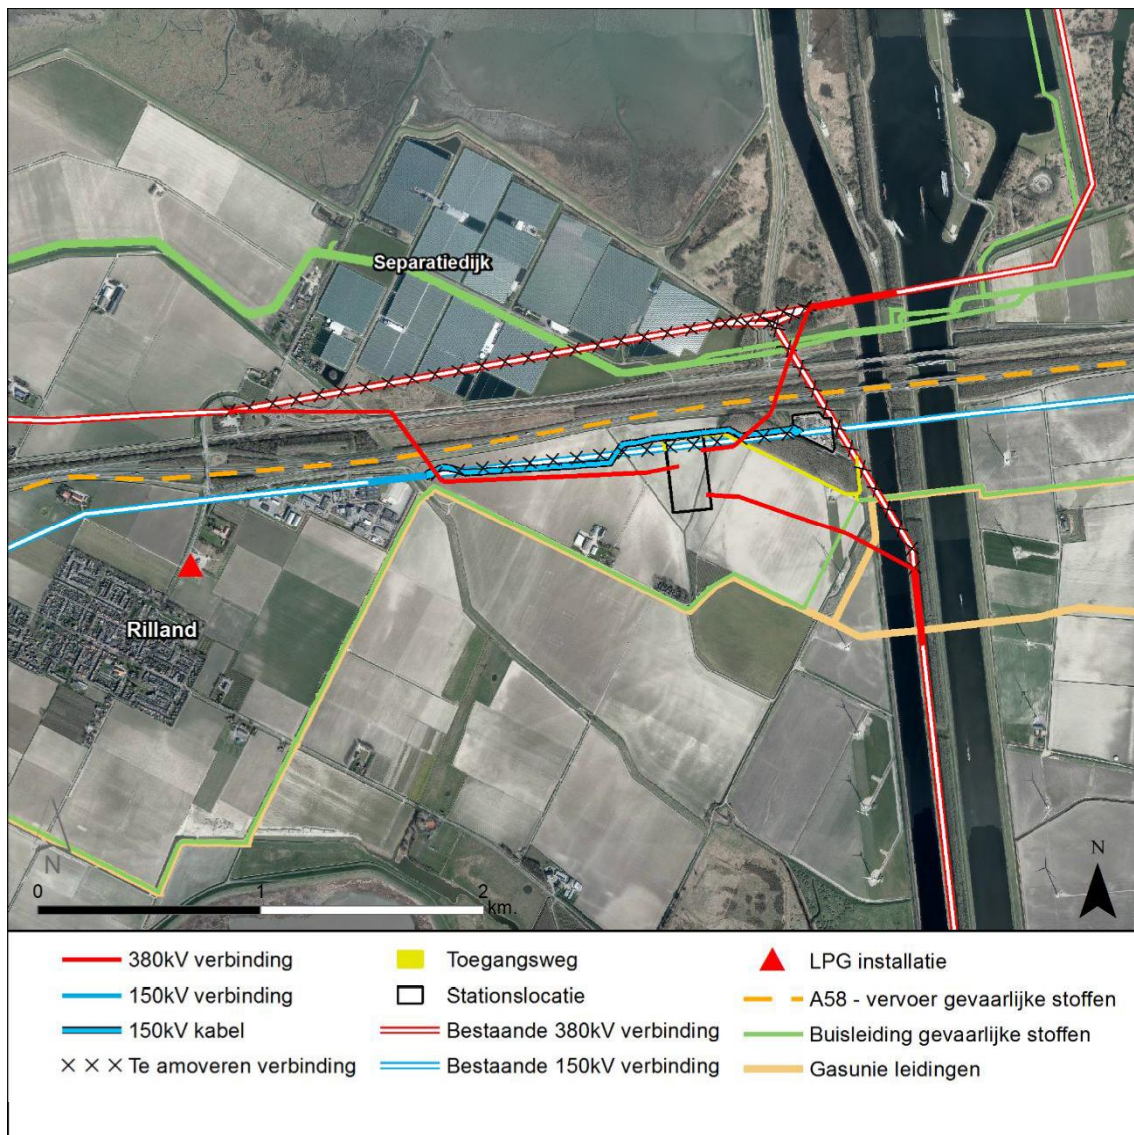 Separatiedijk
Rilland
N
0 1 2
km.
N
380kV verbinding
150kV verbinding
150kV kabel
Te amoveren verbinding
Toegangsweg
Stationslocatie
Bestaande 380kV verbinding
Bestaande 150kV verbinding
LPG installatie
A58 - vervoer gevaarlijke stoffen
Buisleiding gevaarlijke stoffen
Gasunie leidingen